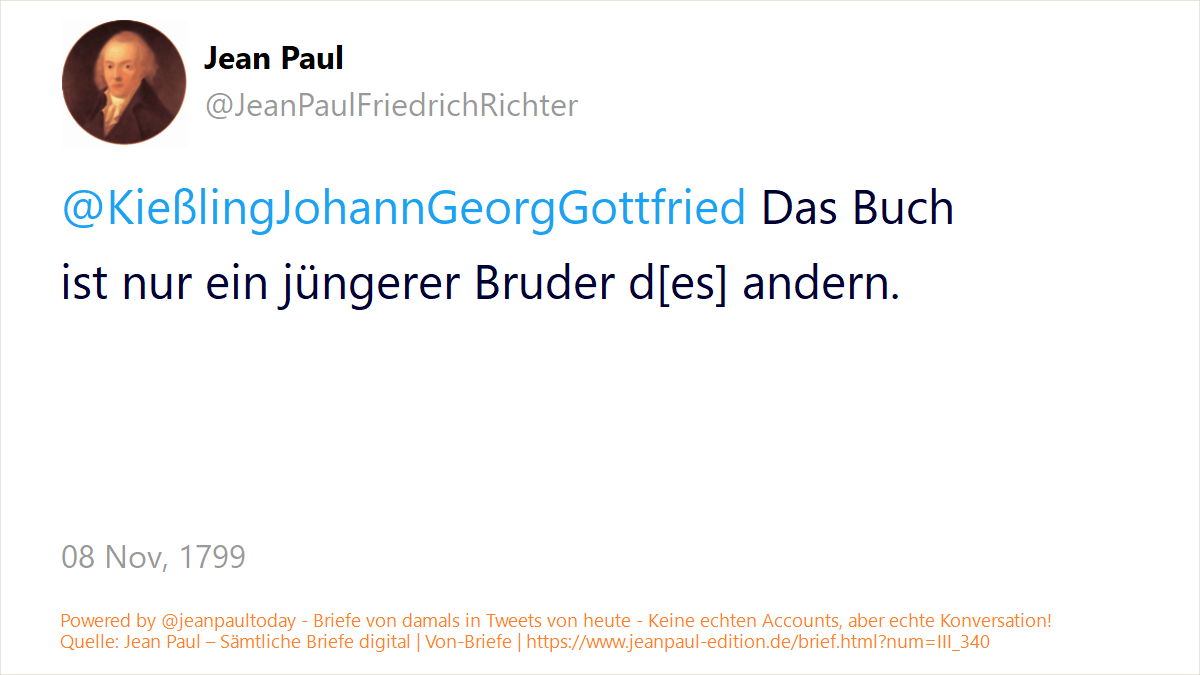 Jean Paul
@JeanPaulFriedrichRichter
@KießlingJohannGeorgGottfried Das Buch
ist nur ein jüngerer Bruder d[es] andern.
08 Nov, 1799
Powered by @jeanpaultoday - Briefe von damals in Tweets von heute - Keine echten Accounts, aber echte Konversation!
Quelle: Jean Paul – Sämtliche Briefe digital | Von-Briefe | https://www.jeanpaul-edition.de/brief.html?num=III_340